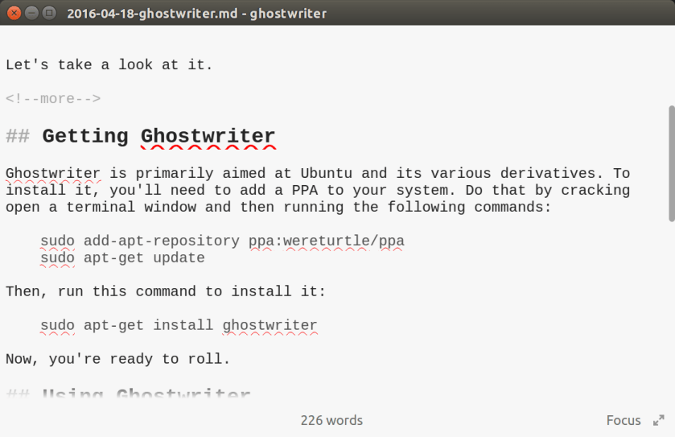 2016-04-18-ghostwriter.md - ghostwriter
Let's take a look at it.
<!--more-->
## Getting Ghostwriter
Ghostwriter is primarily aimed at Ubuntu and its various derivatives. To
install it, you'll need to add a PPA to your system. Do that by cracking
open a terminal window and then running the following commands:
sudo add-apt-repository ppa:wereturtle/ppa
sudo apt-get update
Then, run this command to install it:
sudo apt-get install ghostwriter
Now, you're ready to roll.
## Using Ghostwriter
226 words
Focus